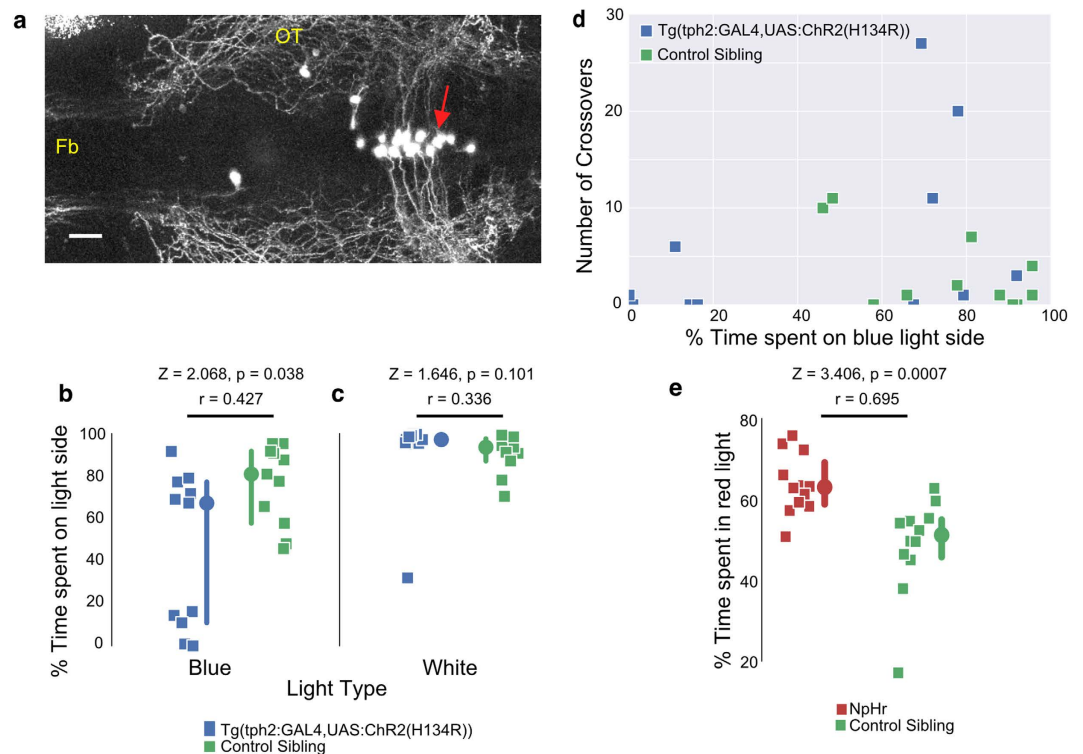 a
OT
Fb
d
Tg(tph2:GAL4,UAS:ChR2(H134R))
Control Sibling
Number of Crossovers
30
20
10
0
0
20
40
60
80
100
% Time spent on blue light side
b
Z = 2.068, p = 0.038
r = 0.427
c
Z = 1.646, p = 0.101
r = 0.336
% Time spent on light side
100
80
60
40
20
0
Blue
White
Light Type
Tg(tph2:GAL4,UAS:ChR2(H134R))
Control Sibling
e
Z = 3.406, p = 0.0007
r = 0.695
% Time spent in red light
80
60
40
20
NpHr
Control Sibling